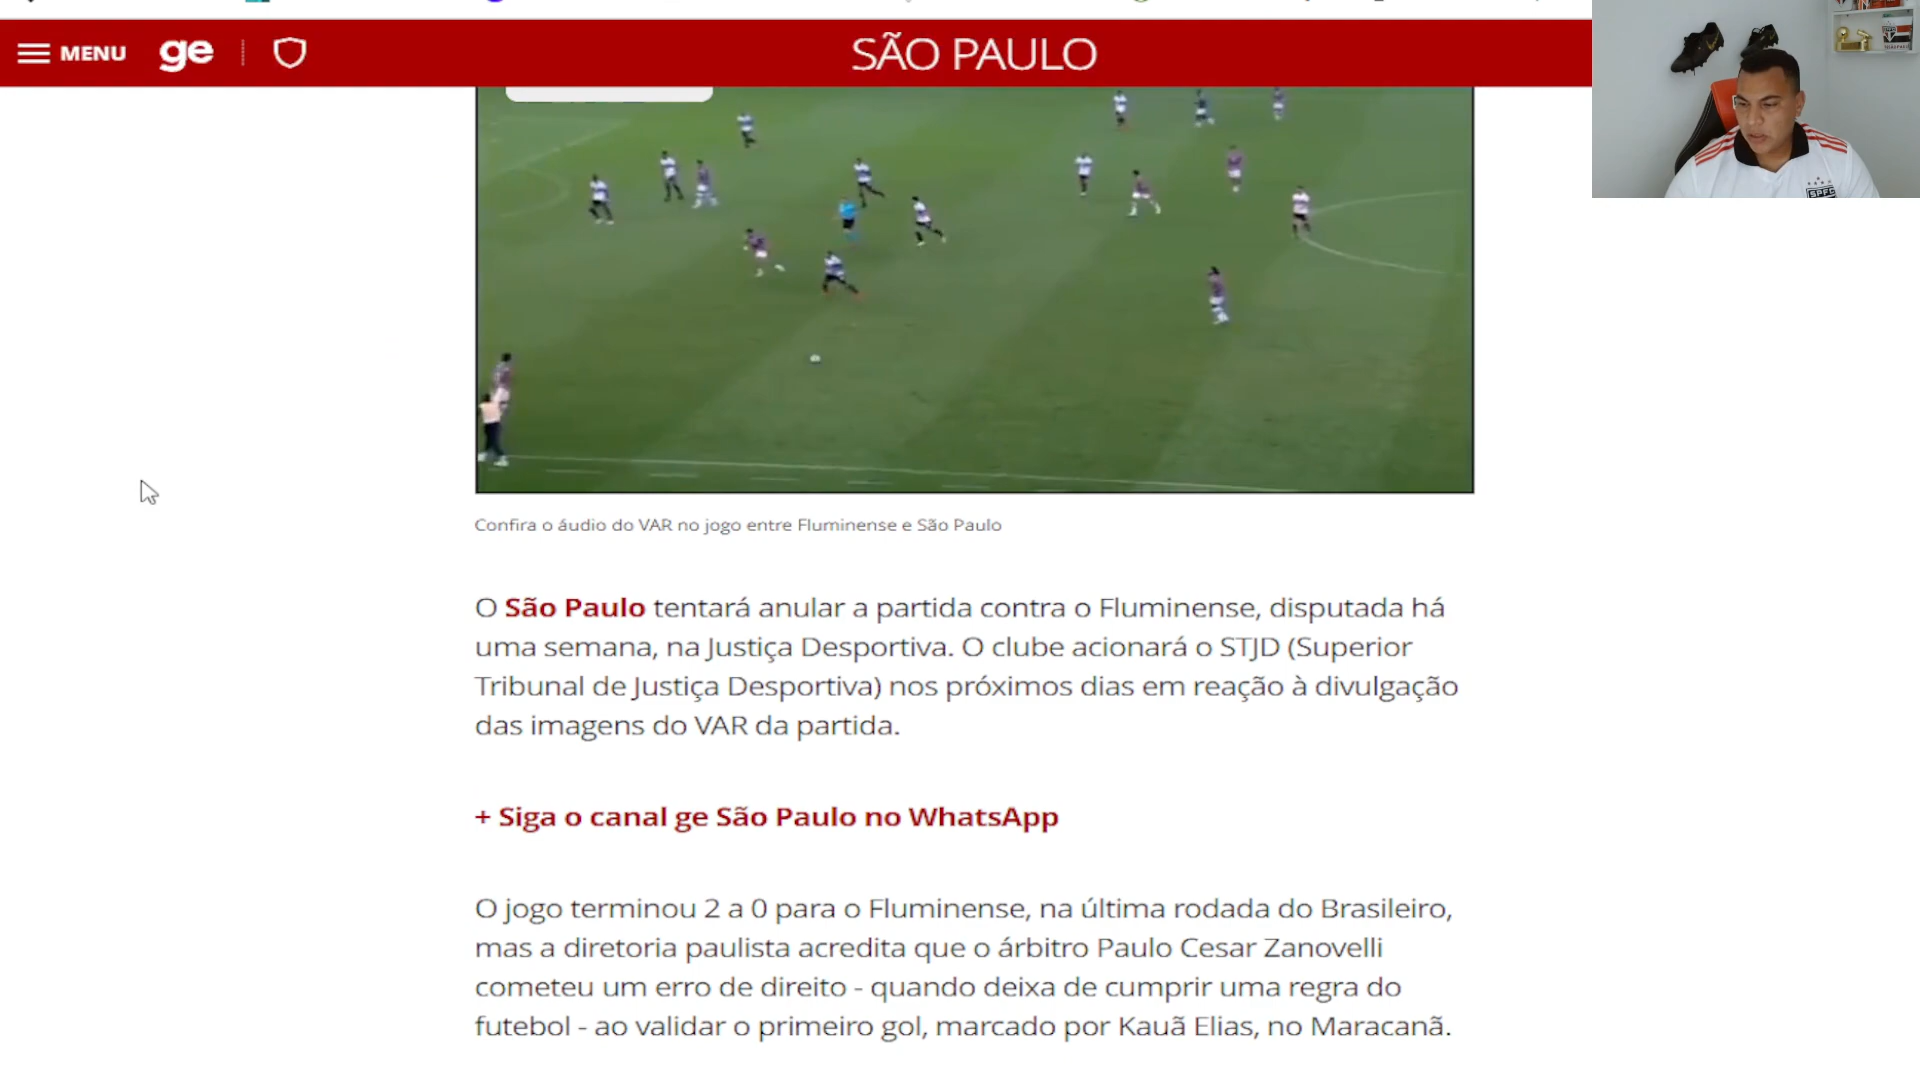 MENU
ge
SÃO PAULO
SPFC
Confira o áudio do VAR no jogo entre Fluminense e São Paulo
O São Paulo tentará anular a partida contra o Fluminense, disputada há
uma semana, na Justiça Desportiva. O clube acionará o STJD (Superior
Tribunal de Justiça Desportiva) nos próximos dias em reação à divulgação
das imagens do VAR da partida.
+ Siga o canal ge São Paulo no WhatsApp
O jogo terminou 2 a 0 para o Fluminense, na última rodada do Brasileiro,
mas a diretoria paulista acredita que o árbitro Paulo Cesar Zanovelli
cometeu um erro de direito - quando deixa de cumprir uma regra do
futebol - ao validar o primeiro gol, marcado por Kauã Elias, no Maracanã.